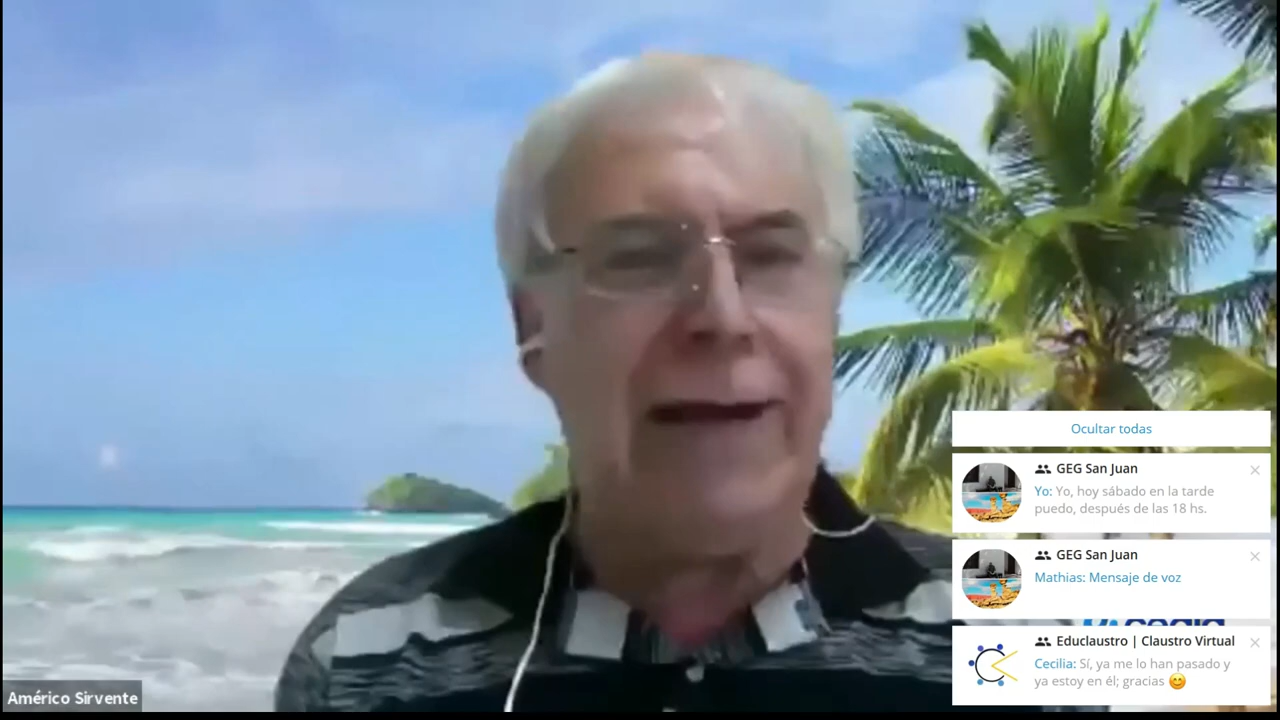 Ocultar todas
GEG San Juan
Yo: Yo, hoy sábado en la tarde
puedo, después de las 18 hs.
GEG San Juan
Mathias: Mensaje de voz
Educlaustro | Claustro Virtual
Cecilia: Sí, ya me lo han pasado y
ya estoy en él; gracias 😊
Américo Sirvente